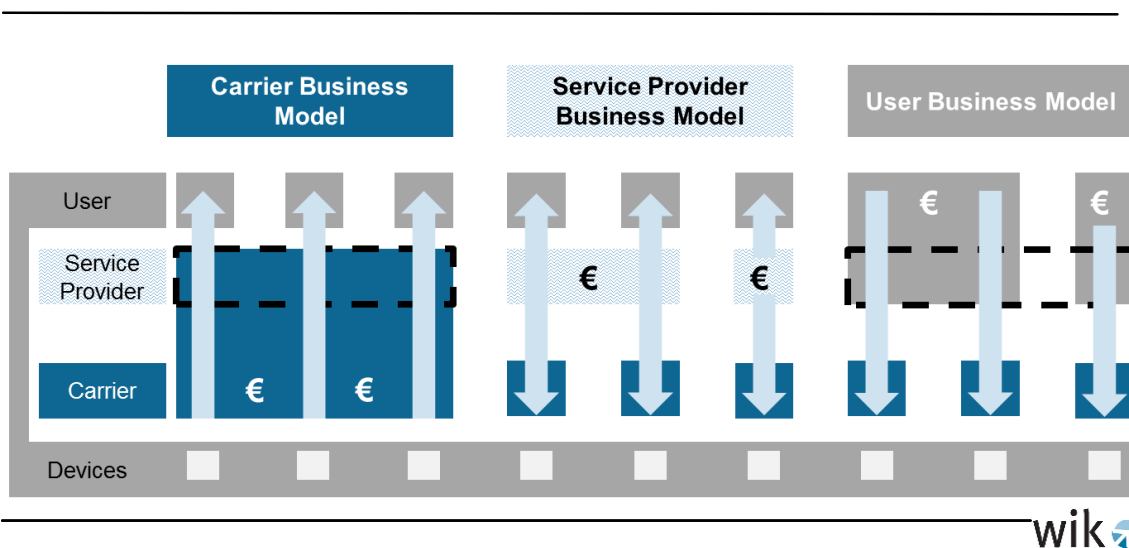 Carrier Business
Model
Service Provider
Business Model
User Business Model
User
€
€
Service
Provider
€
€
Carrier
€
€
Devices
wik